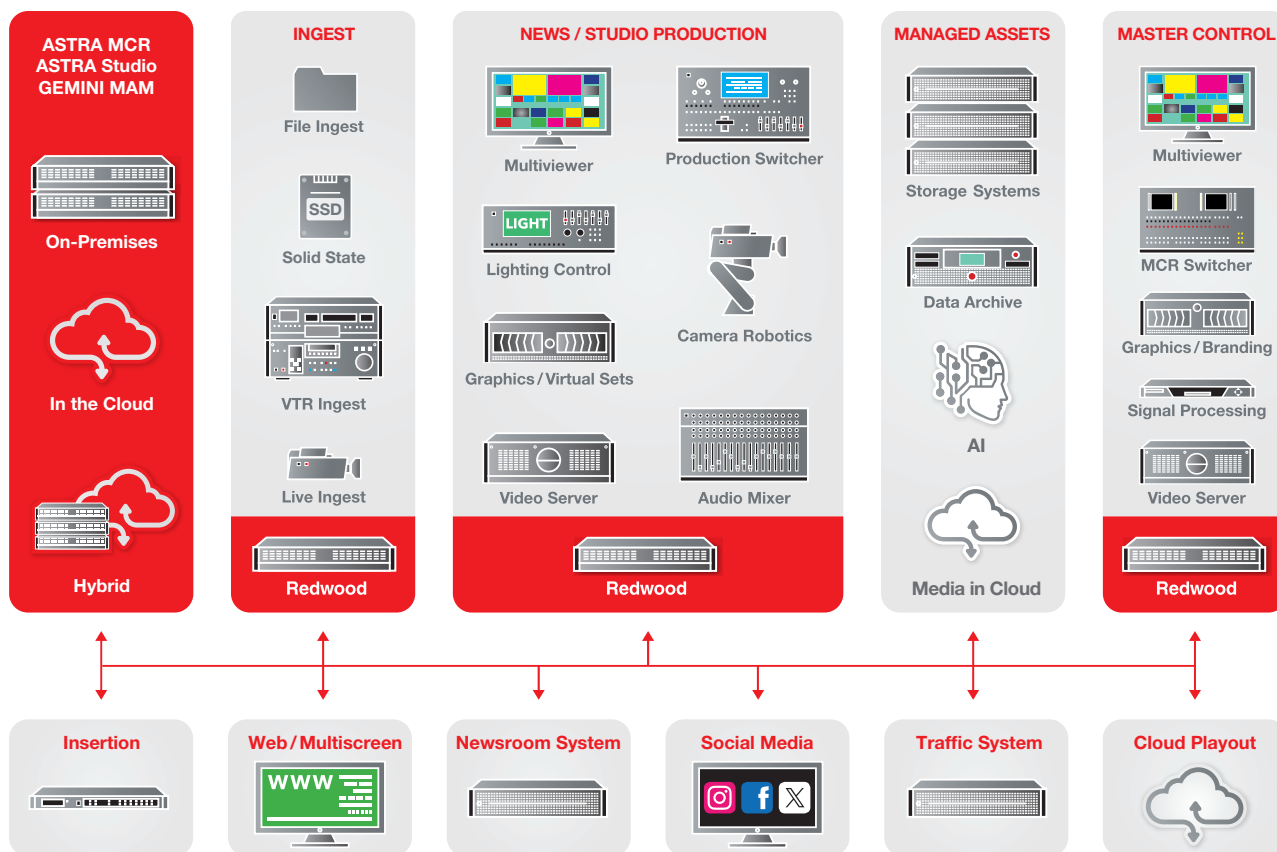 ASTRA MCR
ASTRA Studio
GEMINI MAM
On-Premises
In the Cloud
Hybrid
INGEST
File Ingest
SSD
Solid State
VTR Ingest
Live Ingest
Redwood
NEWS / STUDIO PRODUCTION
Multiviewer
Production Switcher
LIGHT
Lighting Control
Camera Robotics
Graphics / Virtual Sets
Video Server
Audio Mixer
Redwood
MANAGED ASSETS
Storage Systems
Data Archive
AI
Media in Cloud
MASTER CONTROL
Multiviewer
MCR Switcher
Graphics / Branding
Signal Processing
Video Server
Redwood
Insertion
Web / Multiscreen
WWW
Newsroom System
Social Media
f
X
Traffic System
Cloud Playout